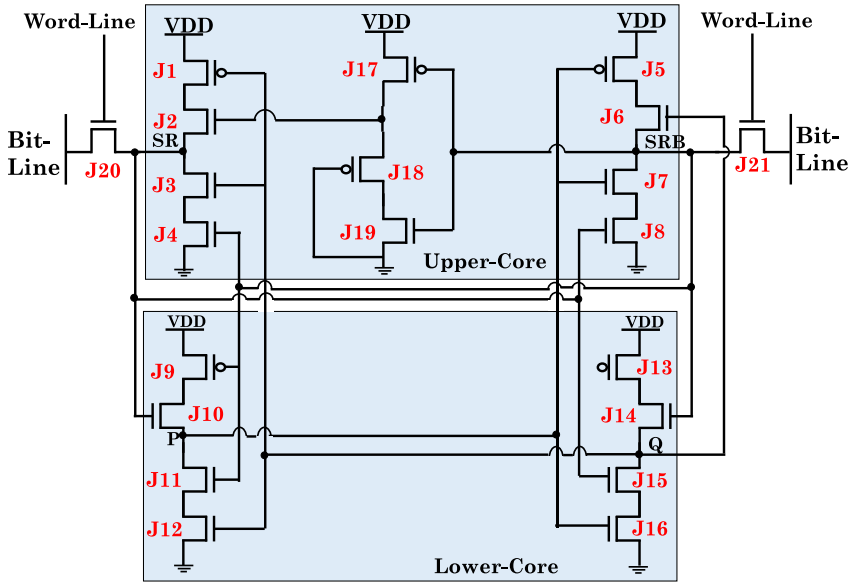 Word-Line
VDD
VDD
VDD
Word-Line
J1
J17
J5
J2
J6
Bit-Line
SR
SRB
Bit-Line
J20
J18
J21
J3
J7
J4
J19
J8
Upper-Core
VDD
VDD
J9
J13
J10
J14
P
Q
J11
J15
J12
J16
Lower-Core